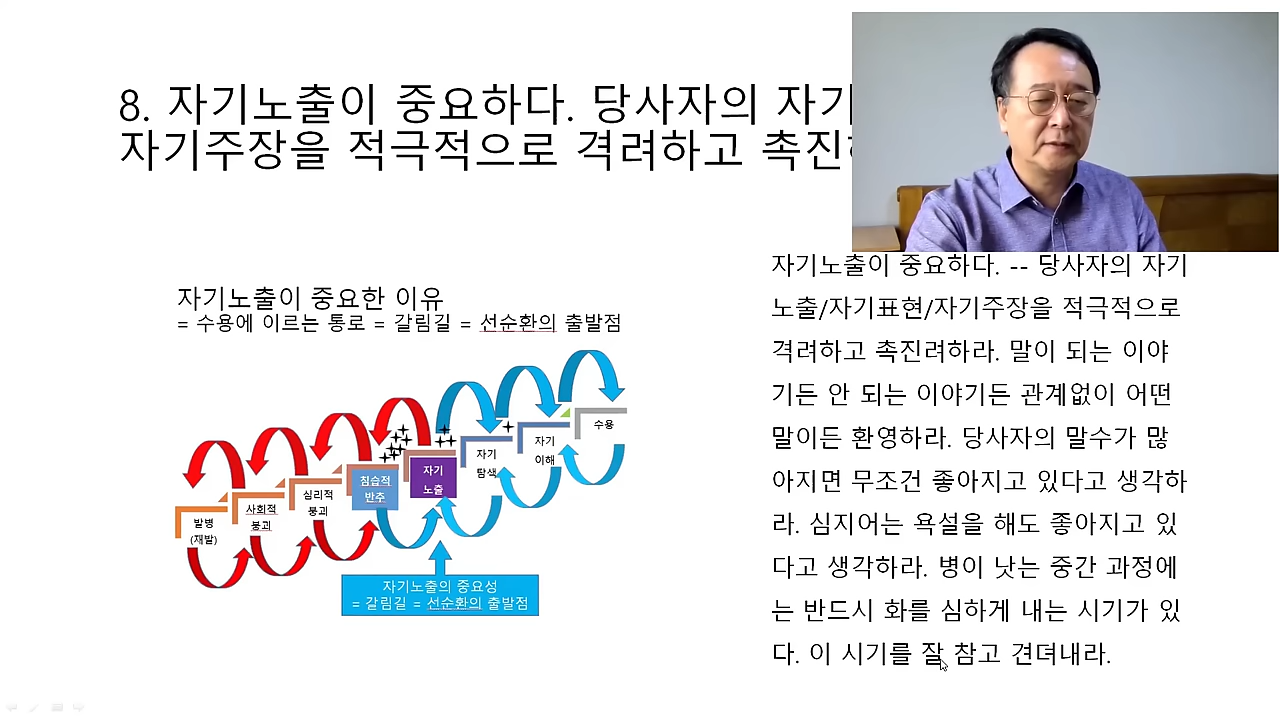 8. 자기노출이 중요하다. 당사자의 자기
자기주장을 적극적으로 격려하고 촉진
자기노출이 중요한 이유
= 수용에 이르는 통로 = 갈림길 = 선순환의 출발점
발병
(재발)
사회적
붕괴
심리적
붕괴
침습적
반추
자기
노출
자기
탐색
자기
이해
수용
자기노출의 중요성
= 갈림길 = 선순환의 출발점
자기노출이 중요하다. -- 당사자의 자기
노출/자기표현/자기주장을 적극적으로
격려하고 촉진려하라. 말이 되는 이야
기든 안 되는 이야기든 관계없이 어떤
말이든 환영하라. 당사자의 말수가 많
아지면 무조건 좋아지고 있다고 생각하
라. 심지어는 욕설을 해도 좋아지고 있
다고 생각하라. 병이 낫는 중간 과정에
는 반드시 화를 심하게 내는 시기가 있
다. 이 시기를 잘 참고 견뎌내라.